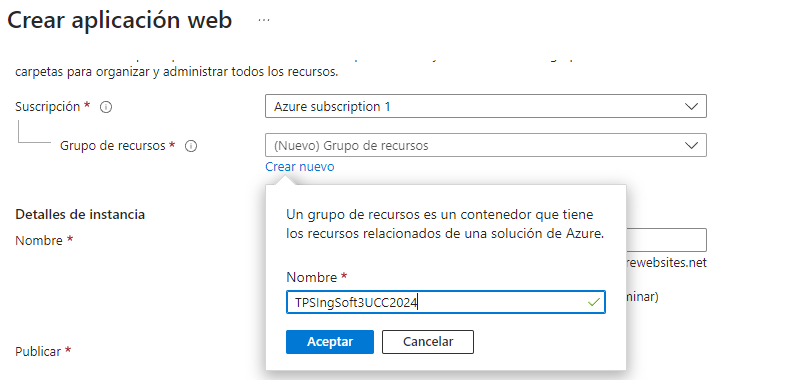 Crear aplicación web ...
carpetas para organizar y administrar todos los recursos.
Suscripción *
Azure subscription 1
Grupo de recursos *
(Nuevo) Grupo de recursos
Crear nuevo
Un grupo de recursos es un contenedor que tiene
los recursos relacionados de una solución de Azure.
Detalles de instancia
Nombre *
rewebsites.net
Nombre *
TPSIngSoft3UCC2024
minar)
Aceptar
Cancelar
Publicar *